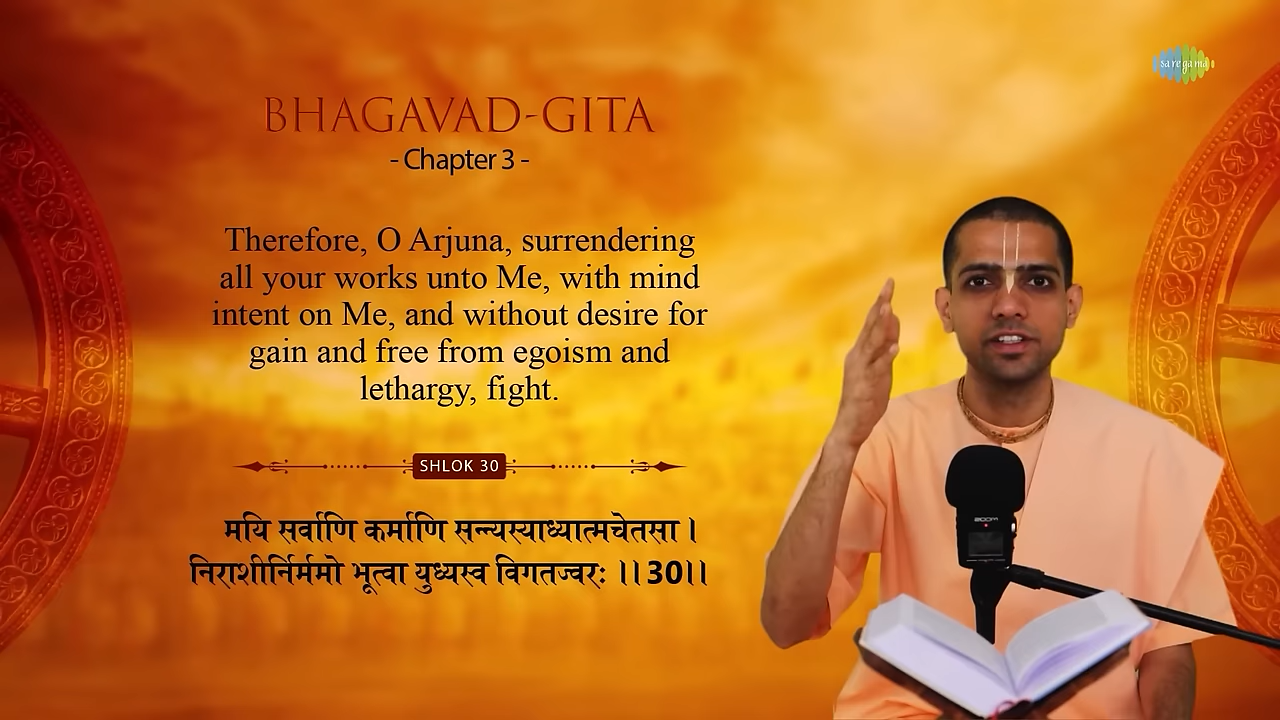 saregama
BHAGAVAD-GITA
- Chapter 3 -
Therefore, O Arjuna, surrendering
all your works unto Me, with mind
intent on Me, and without desire for
gain and free from egoism and
lethargy, fight.
SHLOK 30
मयि सर्वाणि कर्माणि सन्न्यस्याध्यात्मचेतसा।
निराशीर्निर्ममो भूत्वा युध्यस्व विगतज्वरः ।।30।।
zoom